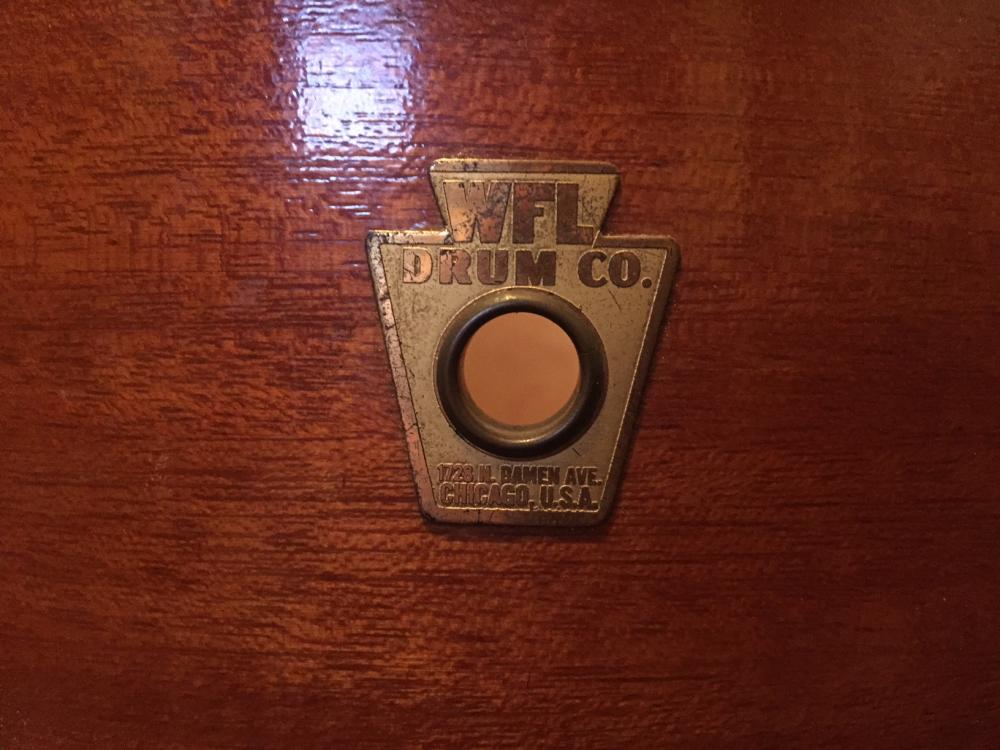 WFL
DRUM CO.
1728 N. DAMEN AVE.
CHICAGO, U.S.A.